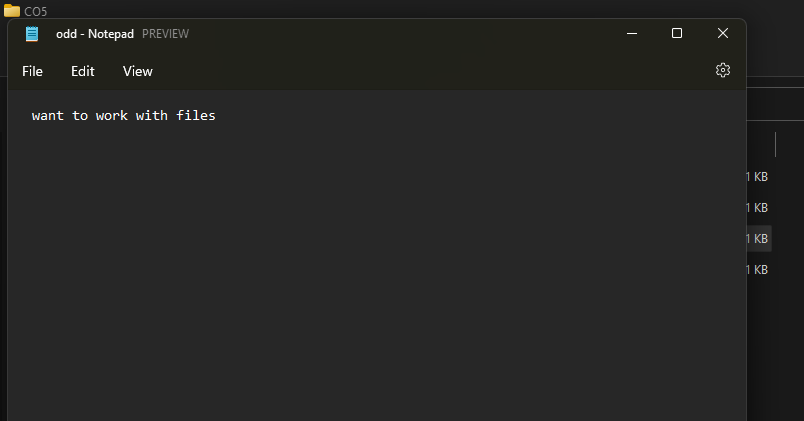 CO5
odd - Notepad PREVIEW
File Edit View
want to work with files
1 KB
1 KB
1 KB
1 KB